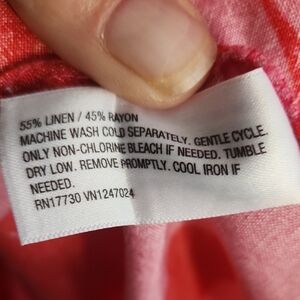 55% LINEN / 45% RAYON
MACHINE WASH COLD SEPARATELY. GENTLE CYCLE.
ONLY NON-CHLORINE BLEACH IF NEEDED. TUMBLE
DRY LOW. REMOVE PROMPTLY. COOL IRON IF
NEEDED.
RN17730 VN1247024